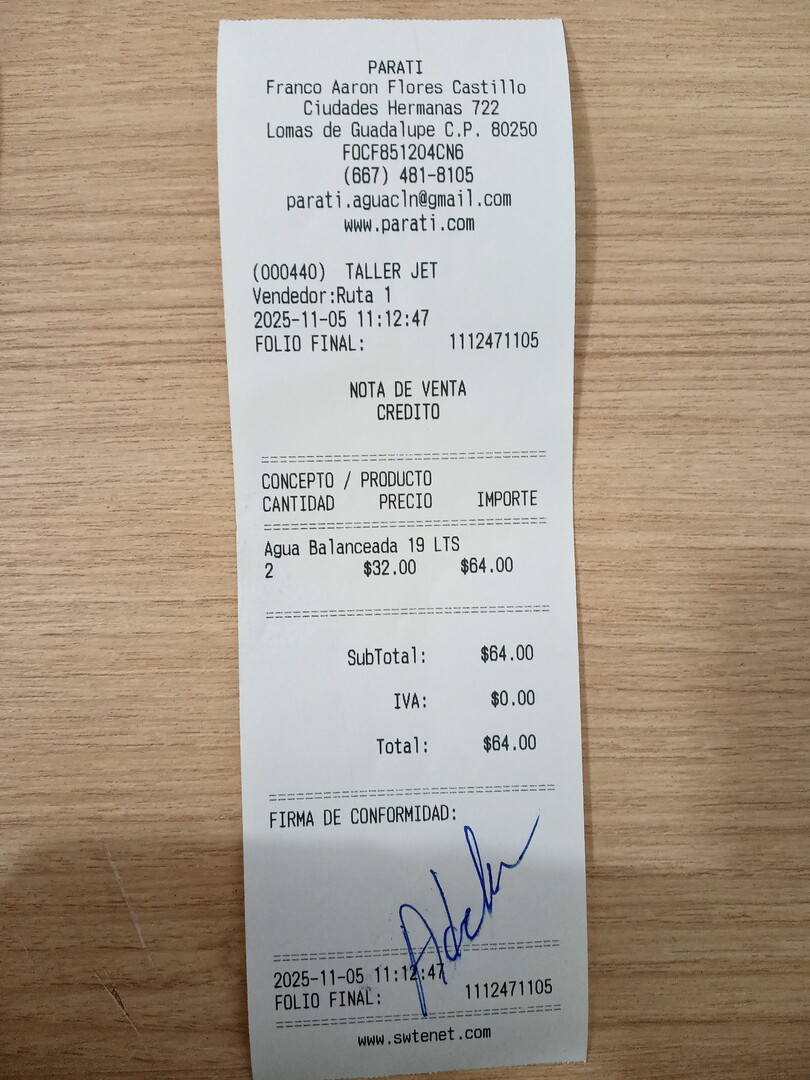 PARATI
Franco Aaron Flores Castillo
Ciudades Hermanas 722
Lomas de Guadalupe C.P. 80250
FOCF851204CN6
(667) 481-8105
parati.aguacln@gmail.com
www.parati.com
(000440) TALLER JET
Vendedor:Ruta 1
2025-11-05 11:12:47
FOLIO FINAL: 1112471105
NOTA DE VENTA
CREDITO
CONCEPTO / PRODUCTO
CANTIDAD PRECIO IMPORTE
Agua Balanceada 19 LTS
2 $32.00 $64.00
SubTotal: $64.00
IVA: $0.00
Total: $64.00
FIRMA DE CONFORMIDAD:
2025-11-05 11:12:47
FOLIO FINAL: 1112471105
www.swtenet.com